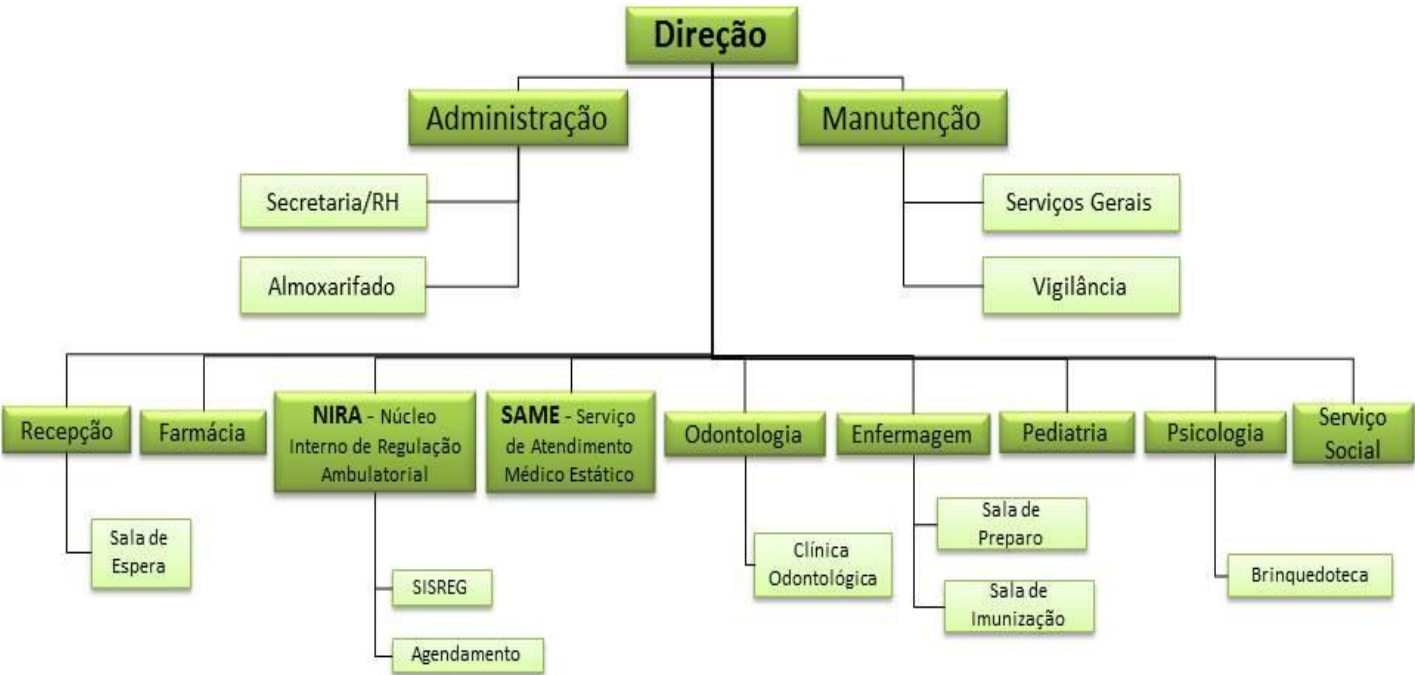 Direção
Administração
Manutenção
Secretaria/RH
Serviços Gerais
Almoxarifado
Vigilância
Recepção
Farmácia
NIRA - Núcleo
Interno de Regulação
Ambulatorial
SAME - Serviço
de Atendimento
Médico Estático
Odontologia
Enfermagem
Pediatria
Psicologia
Serviço
Social
Sala de
Espera
SISREG
Agendamento
Clínica
Odontológica
Sala de
Preparo
Sala de
Imunização
Brinquedoteca